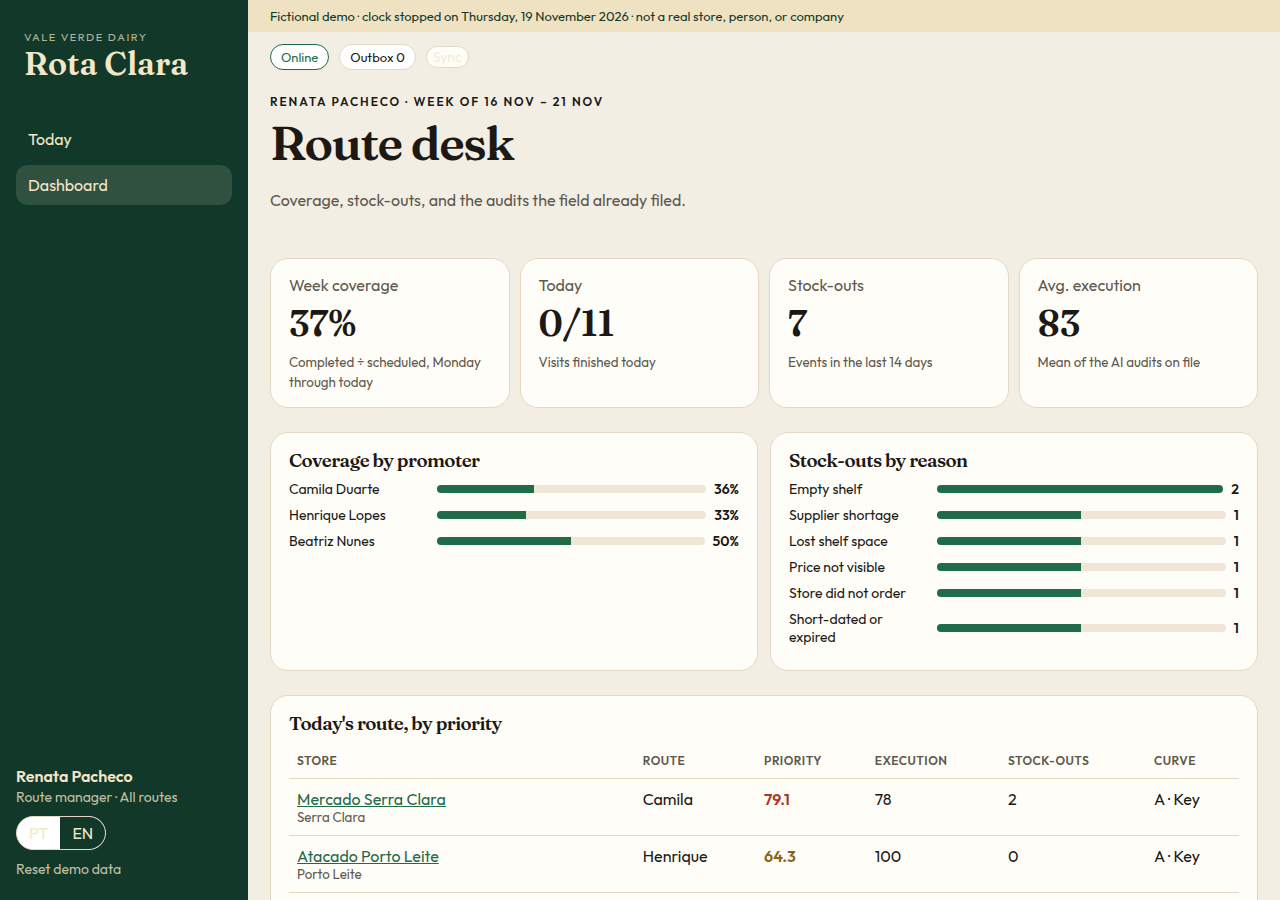 VALE VERDE DAIRY
Rota Clara
Today
Dashboard
Renata Pacheco
Route manager · All routes
PT EN
Reset demo data
Fictional demo · clock stopped on Thursday, 19 November 2026 · not a real store, person, or company
Online Outbox 0 Sync
RENATA PACHECO · WEEK OF 16 NOV – 21 NOV
Route desk
Coverage, stock-outs, and the audits the field already filed.
Week coverage
37%
Completed ÷ scheduled, Monday
through today
Today
0/11
Visits finished today
Stock-outs
7
Events in the last 14 days
Avg. execution
83
Mean of the AI audits on file
Coverage by promoter
Camila Duarte 36%
Henrique Lopes 33%
Beatriz Nunes 50%
Stock-outs by reason
Empty shelf 2
Supplier shortage 1
Lost shelf space 1
Price not visible 1
Store did not order 1
Short-dated or
expired 1
Today's route, by priority
STORE ROUTE PRIORITY EXECUTION STOCK-OUTS CURVE
Mercado Serra Clara Camila 79.1 78 2 A · Key
Serra Clara
Atacado Porto Leite Henrique 64.3 100 0 A · Key
Porto Leite